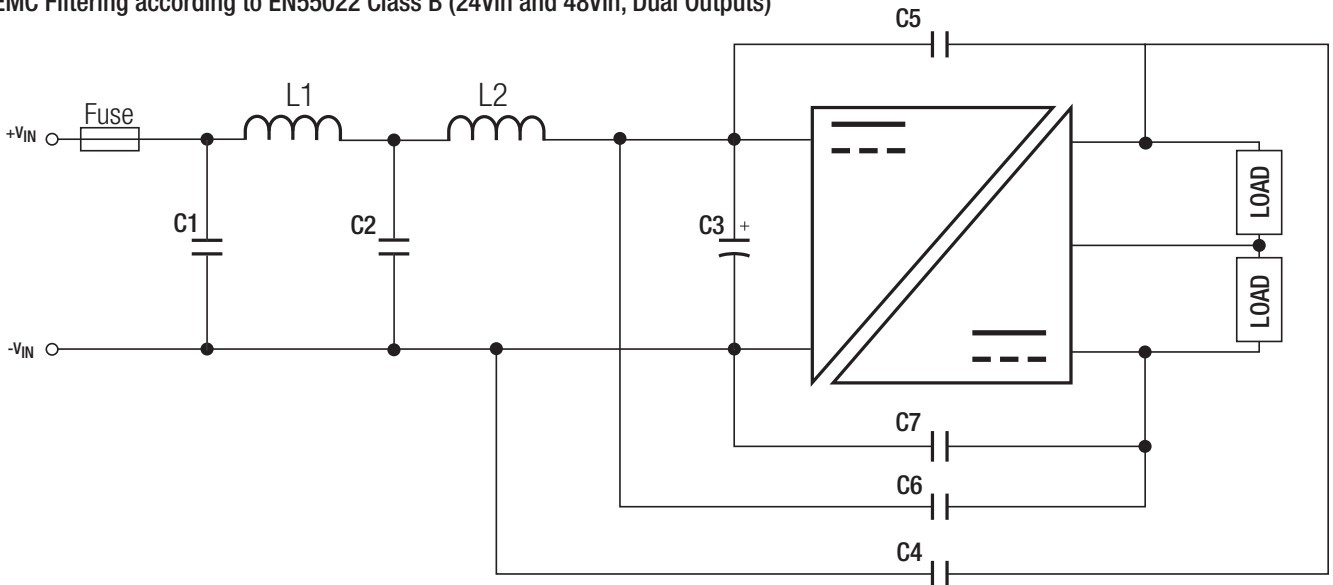 EMC Filtering according to EN55022 Class B (24Vin and 48Vin, Dual Outputs)
C5
L1
L2
Fuse
+VIN
C1
C2
C3 +
LOAD
LOAD
-VIN
C7
C6
C4